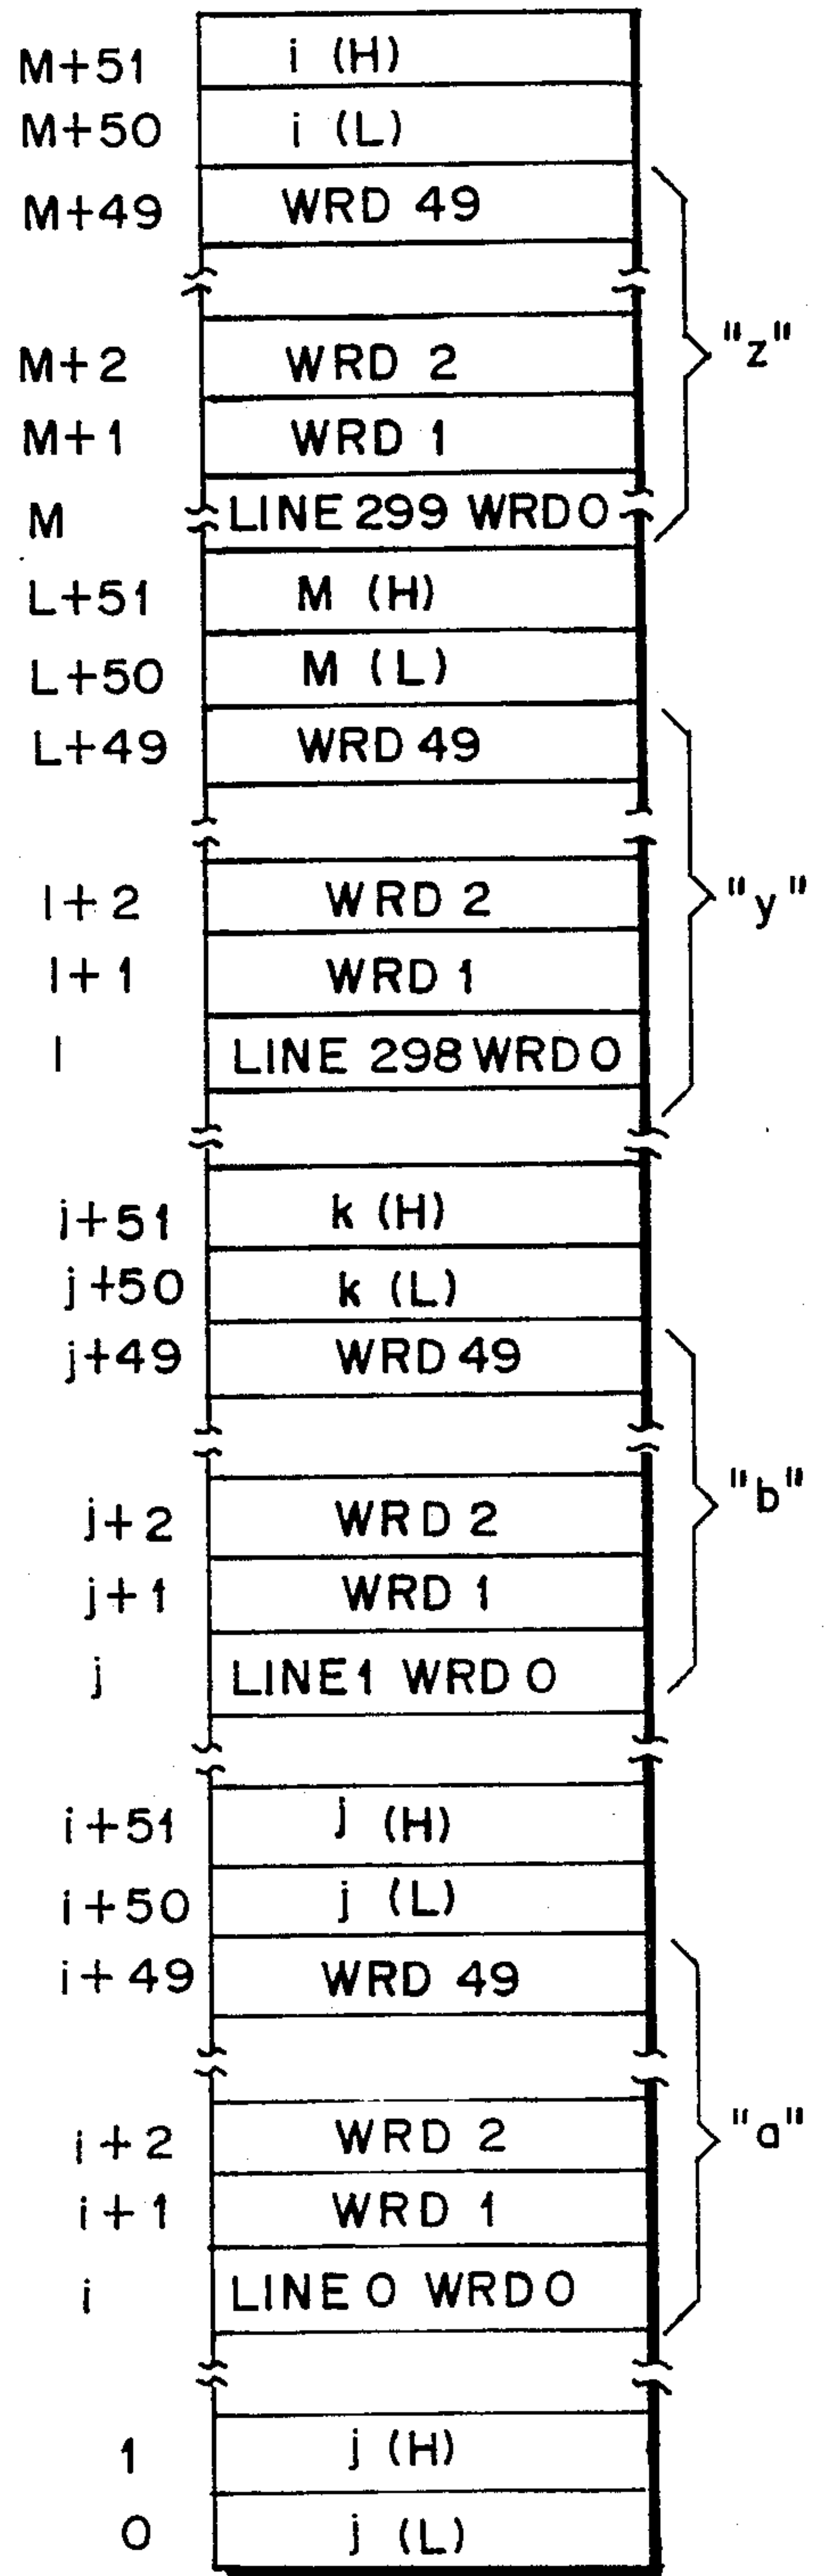 M+51 i (H)
M+50 i (L)
M+49 WRD 49
"z"
M+2 WRD 2
M+1 WRD 1
M LINE 299 WRD 0
L+51 M (H)
L+50 M (L)
L+49 WRD 49
l+2 WRD 2
"y"
l+1 WRD 1
l LINE 298 WRD 0
j+51 k (H)
j+50 k (L)
j+49 WRD 49
"b"
j+2 WRD 2
j+1 WRD 1
j LINE 1 WRD 0
i+51 j (H)
i+50 j (L)
i+49 WRD 49
"a"
i+2 WRD 2
i+1 WRD 1
i LINE 0 WRD 0
1 j (H)
0 j (L)